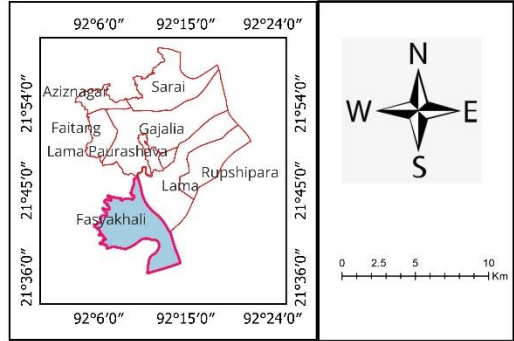 92°6′0″ 92°15′0″ 92°24′0″
21°54′0″
21°45′0″
21°36′0″
Sarai
Aziznagar
Faitang
Gajalia
Lama Paurashava
Rupshipara
Lama
Fasyakhali
21°54′0″
21°45′0″
21°36′0″
92°6′0″ 92°15′0″ 92°24′0″
N
W E
S
0 2.5 5 10
Km